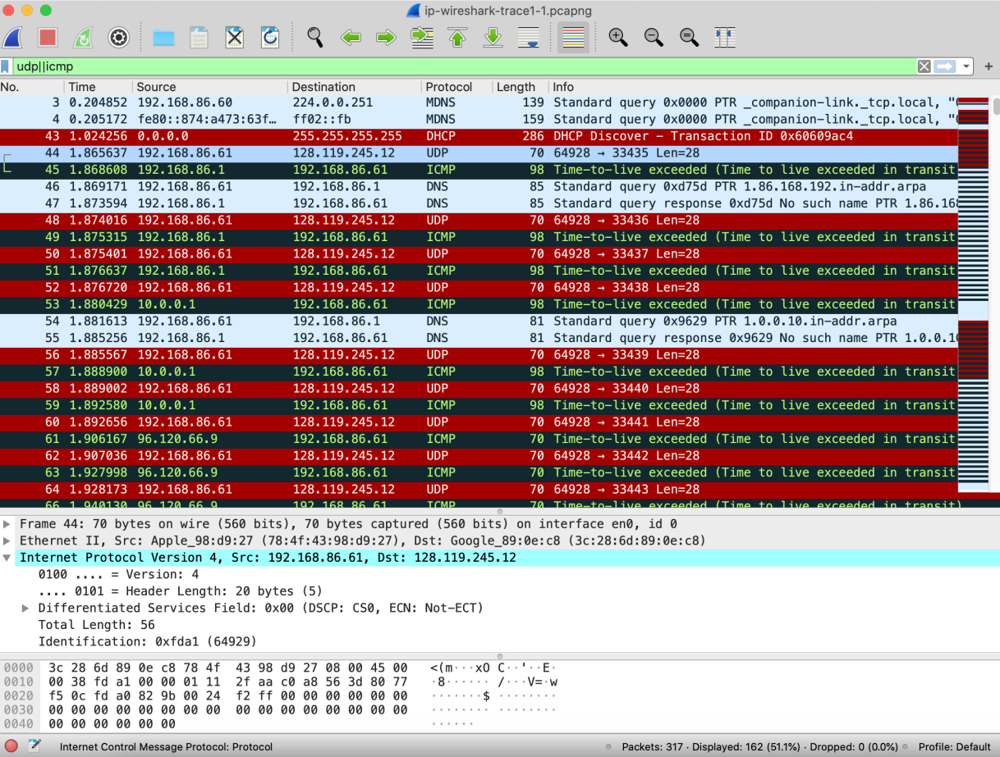 ip-wireshark-trace1-1.pcapng
udp||icmp
No. Time Source Destination Protocol Length Info
3 0.204852 192.168.86.60 224.0.0.251 MDNS 139 Standard query 0x0000 PTR _companion-link._tcp.local, "
4 0.205172 fe80::874:a473:63f… ff02::fb MDNS 159 Standard query 0x0000 PTR _companion-link._tcp.local, "
43 1.024256 0.0.0.0 255.255.255.255 DHCP 286 DHCP Discover – Transaction ID 0x60609ac4
44 1.865637 192.168.86.61 128.119.245.12 UDP 70 64928 → 33435 Len=28
45 1.868608 192.168.86.1 192.168.86.61 ICMP 98 Time-to-live exceeded (Time to live exceeded in transit
46 1.869171 192.168.86.61 192.168.86.1 DNS 85 Standard query 0xd75d PTR 1.86.168.192.in-addr.arpa
47 1.873594 192.168.86.1 192.168.86.61 DNS 85 Standard query response 0xd75d No such name PTR 1.86.168
48 1.874016 192.168.86.61 128.119.245.12 UDP 70 64928 → 33436 Len=28
49 1.875315 192.168.86.1 192.168.86.61 ICMP 98 Time-to-live exceeded (Time to live exceeded in transit
50 1.875401 192.168.86.61 128.119.245.12 UDP 70 64928 → 33437 Len=28
51 1.876637 192.168.86.1 192.168.86.61 ICMP 98 Time-to-live exceeded (Time to live exceeded in transit
52 1.876720 192.168.86.61 128.119.245.12 UDP 70 64928 → 33438 Len=28
53 1.880429 10.0.0.1 192.168.86.61 ICMP 98 Time-to-live exceeded (Time to live exceeded in transit
54 1.881613 192.168.86.61 192.168.86.1 DNS 81 Standard query 0x9629 PTR 1.0.0.10.in-addr.arpa
55 1.885256 192.168.86.1 192.168.86.61 DNS 81 Standard query response 0x9629 No such name PTR 1.0.0.10
56 1.885567 192.168.86.61 128.119.245.12 UDP 70 64928 → 33439 Len=28
57 1.888900 10.0.0.1 192.168.86.61 ICMP 98 Time-to-live exceeded (Time to live exceeded in transit
58 1.889002 192.168.86.61 128.119.245.12 UDP 70 64928 → 33440 Len=28
59 1.892580 10.0.0.1 192.168.86.61 ICMP 98 Time-to-live exceeded (Time to live exceeded in transit
60 1.892656 192.168.86.61 128.119.245.12 UDP 70 64928 → 33441 Len=28
61 1.906167 96.120.66.9 192.168.86.61 ICMP 70 Time-to-live exceeded (Time to live exceeded in transit
62 1.907036 192.168.86.61 128.119.245.12 UDP 70 64928 → 33442 Len=28
63 1.927998 96.120.66.9 192.168.86.61 ICMP 70 Time-to-live exceeded (Time to live exceeded in transit
64 1.928173 192.168.86.61 128.119.245.12 UDP 70 64928 → 33443 Len=28
66 1.940130 96.120.66.9 192.168.86.61 ICMP 70 Time-to-live exceeded (Time to live exceeded in transit)
Frame 44: 70 bytes on wire (560 bits), 70 bytes captured (560 bits) on interface en0, id 0
Ethernet II, Src: Apple_98:d9:27 (78:4f:43:98:d9:27), Dst: Google_89:0e:c8 (3c:28:6d:89:0e:c8)
Internet Protocol Version 4, Src: 192.168.86.61, Dst: 128.119.245.12
0100 .... = Version: 4
.... 0101 = Header Length: 20 bytes (5)
Differentiated Services Field: 0x00 (DSCP: CS0, ECN: Not-ECT)
Total Length: 56
Identification: 0xfda1 (64929)
0000 3c 28 6d 89 0e c8 78 4f 43 98 d9 27 08 00 45 00 <(m···xO C··'··E·
0010 00 38 fd a1 00 00 01 11 2f aa c0 a8 56 3d 80 77 ·8······ /···V=·w
0020 f5 0c fd a0 82 9b 00 24 f2 ff 00 00 00 00 00 00 ·······$ ········
0030 00 00 00 00 00 00 00 00 00 00 00 00 00 00 00 00 ········ ········
0040 00 00 00 00 00 00 ······
Internet Control Message Protocol: Protocol Packets: 317 · Displayed: 162 (51.1%) · Dropped: 0 (0.0%) Profile: Default